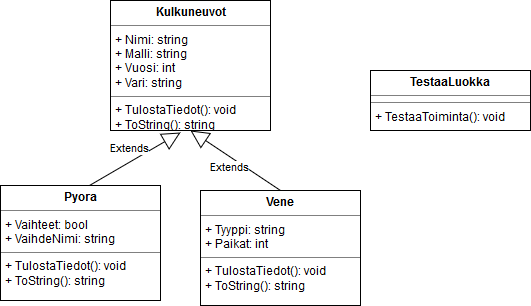 Kulkuneuvot
+ Nimi: string
+ Malli: string
+ Vuosi: int
+ Vari: string
+ TulostaTiedot(): void
+ ToString(): string
TestaaLuokka
+ TestaaToiminta(): void
Extends
Extends
Pyora
+ Vaihteet: bool
+ VaihdeNimi: string
+ TulostaTiedot(): void
+ ToString(): string
Vene
+ Tyyppi: string
+ Paikat: int
+ TulostaTiedot(): void
+ ToString(): string